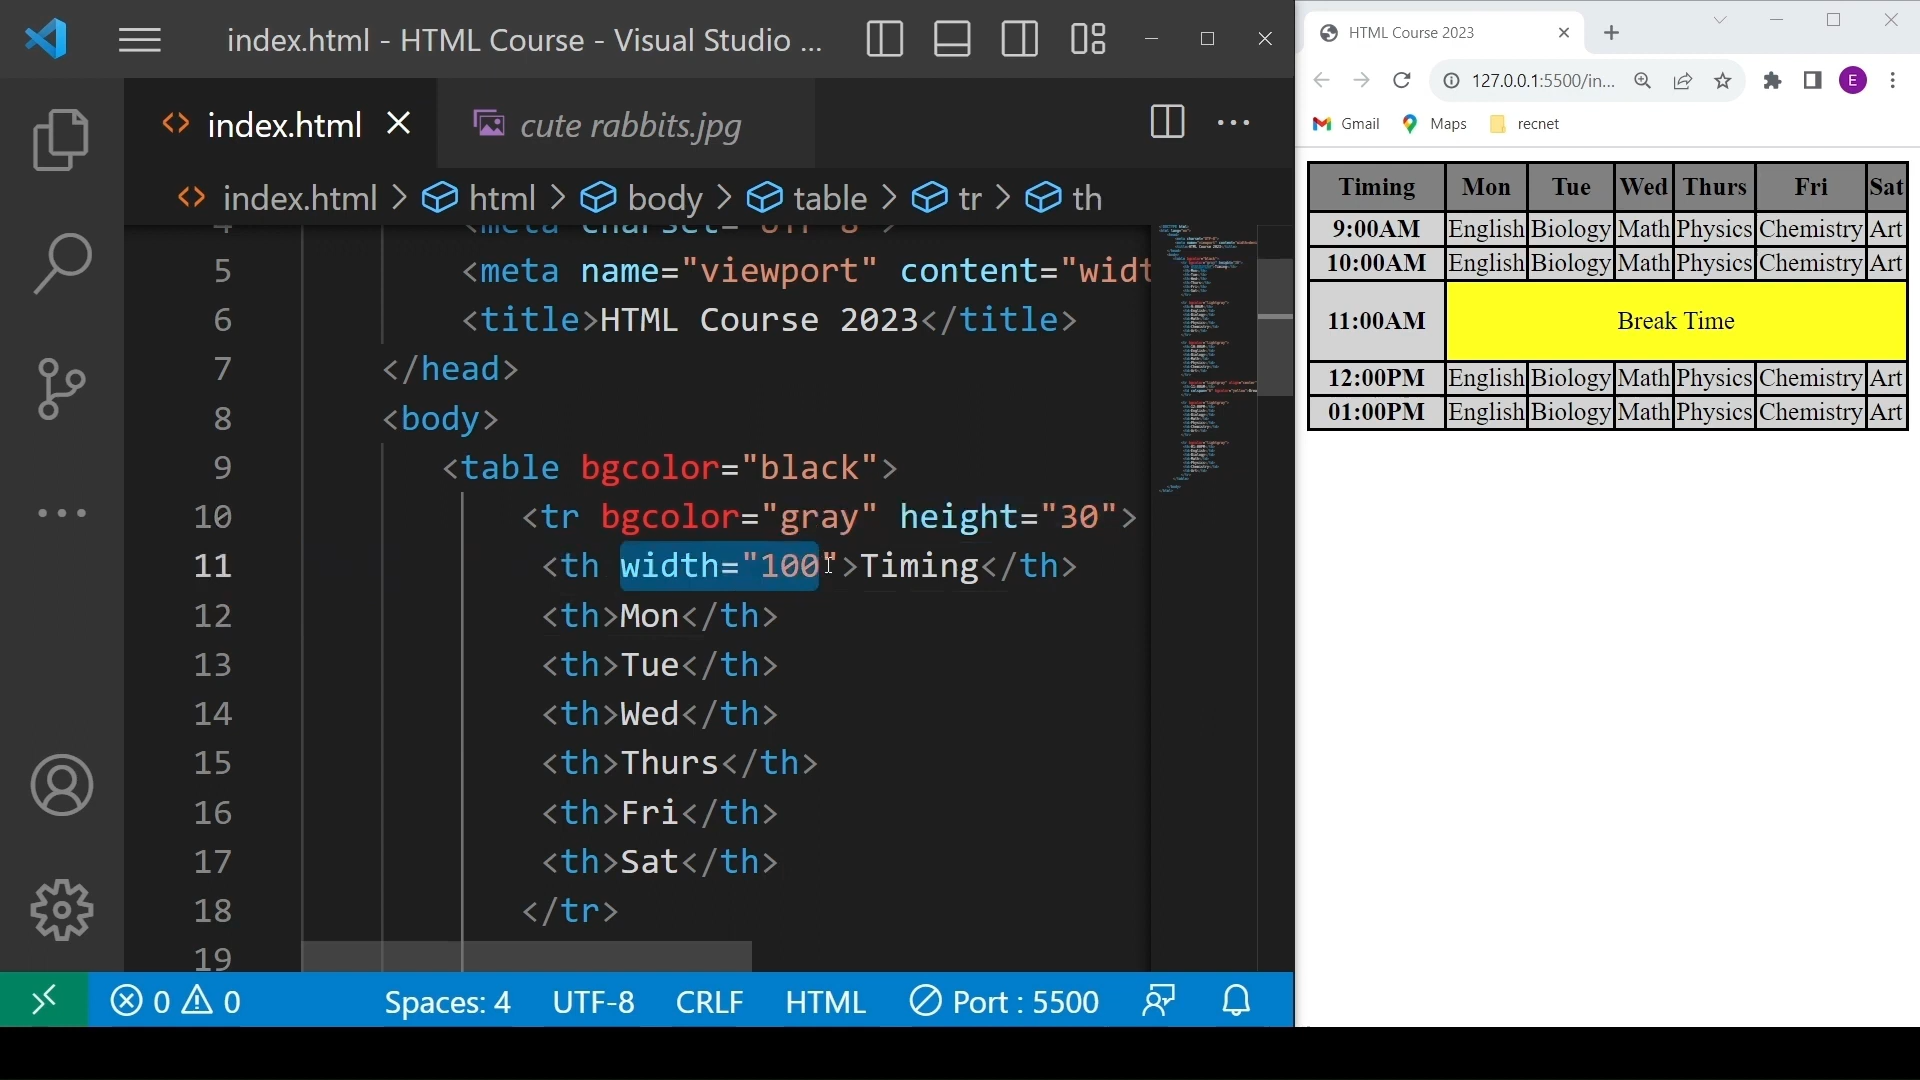 index.html - HTML Course - Visual Studio ...
index.html
cute rabbits.jpg
index.html > html > body > table > tr > th
4 <meta charset="UTF-8">
5 <meta name="viewport" content="widt
6 <title>HTML Course 2023</title>
7 </head>
8 <body>
9 <table bgcolor="black">
10 <tr bgcolor="gray" height="30">
11 <th width="100">Timing</th>
12 <th>Mon</th>
13 <th>Tue</th>
14 <th>Wed</th>
15 <th>Thurs</th>
16 <th>Fri</th>
17 <th>Sat</th>
18 </tr>
19
0 0 Spaces: 4 UTF-8 CRLF HTML Port : 5500
HTML Course 2023
127.0.0.1:5500/in... E
Gmail Maps recnet
Timing Mon Tue Wed Thurs Fri Sat
9:00AM English Biology Math Physics Chemistry Art
10:00AM English Biology Math Physics Chemistry Art
11:00AM Break Time
12:00PM English Biology Math Physics Chemistry Art
01:00PM English Biology Math Physics Chemistry Art